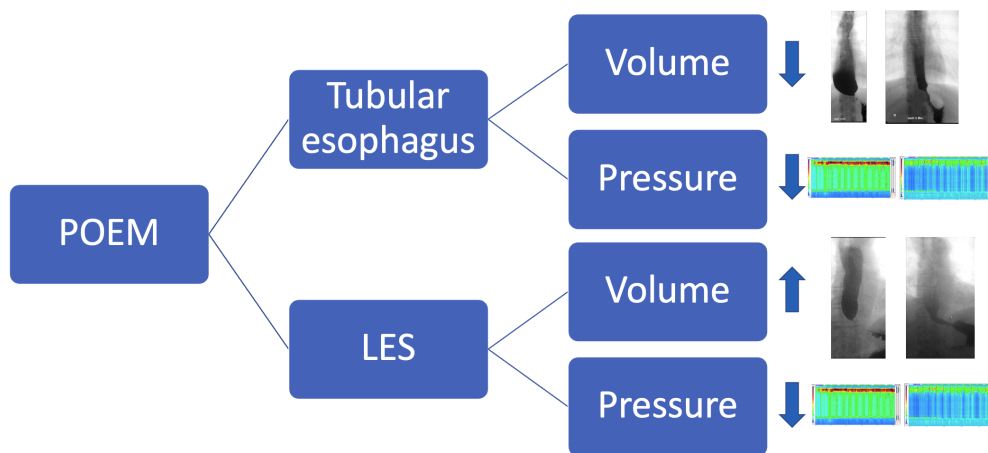 POEM
Tubular
esophagus
Volume
Pressure
LES
Volume
Pressure